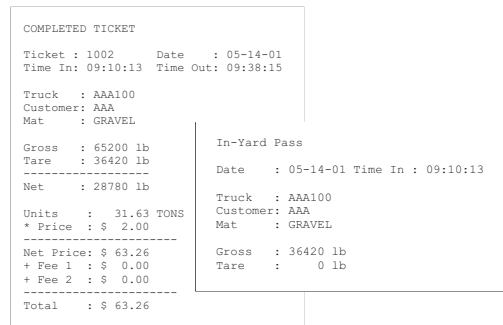 COMPLETED TICKET
Ticket : 1002 Date : 05-14-01
Time In: 09:10:13 Time Out: 09:38:15
Truck : AAA100
Customer: AAA
Mat : GRAVEL
Gross : 65200 lb
Tare : 36420 lb
------------------
Net : 28780 lb
Units : 31.63 TONS
* Price : $ 2.00
----------------------
Net Price: $ 63.26
+ Fee 1 : $ 0.00
+ Fee 2 : $ 0.00
----------------------
Total : $ 63.26
In-Yard Pass
Date : 05-14-01 Time In : 09:10:13
Truck : AAA100
Customer: AAA
Mat : GRAVEL
Gross : 36420 lb
Tare : 0 lb